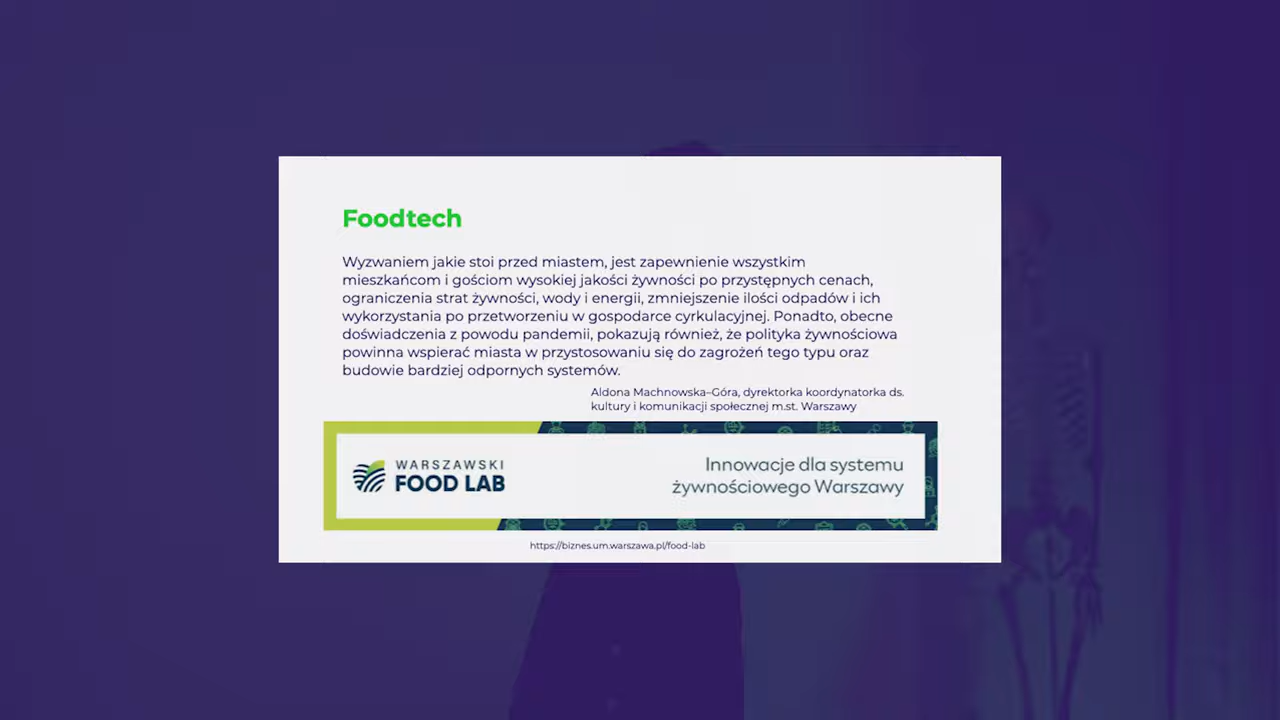 Foodtech
Wyzwaniem jakie stoi przed miastem, jest zapewnienie wszystkim
mieszkańcom i gościom wysokiej jakości żywności po przystępnych cenach,
ograniczenia strat żywności, wody i energii, zmniejszenie ilości odpadów i ich
wykorzystania po przetworzeniu w gospodarce cyrkulacyjnej. Ponadto, obecne
doświadczenia z powodu pandemii, pokazują również, że polityka żywnościowa
powinna wspierać miasta w przystosowaniu się do zagrożeń tego typu oraz
budowie bardziej odpornych systemów.
Aldona Machnowska–Góra, dyrektorka koordynatorka ds.
kultury i komunikacji społecznej m.st. Warszawy
WARSZAWSKI
FOOD LAB
Innowacje dla systemu
żywnościowego Warszawy
https://biznes.um.warszawa.pl/food-lab